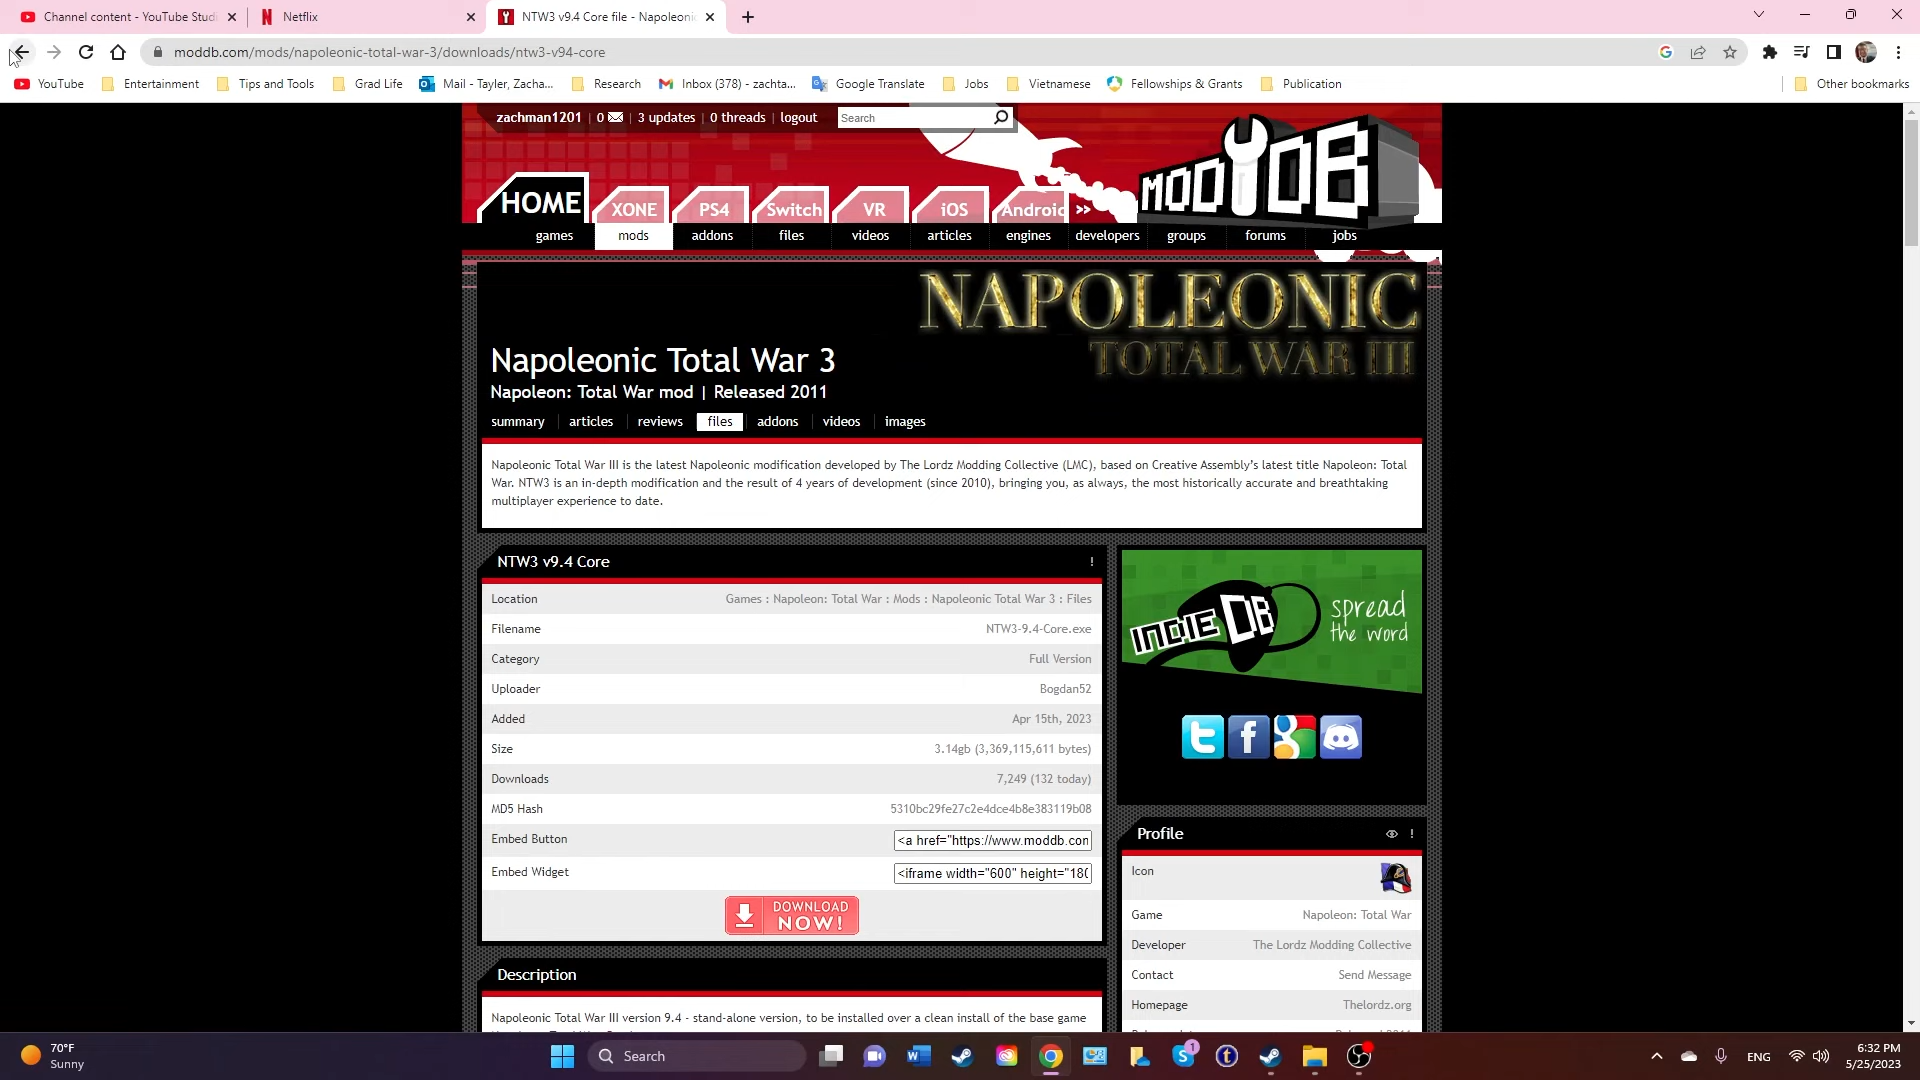 Channel content - YouTube Studi
Netflix
NTW3 v9.4 Core file - Napoleoni
moddb.com/mods/napoleonic-total-war-3/downloads/ntw3-v94-core
YouTube
Entertainment
Tips and Tools
Grad Life
Mail - Tayler, Zacha...
Research
Inbox (378) - zachta...
Google Translate
Jobs
Vietnamese
Fellowships & Grants
Publication
Other bookmarks
zachman1201 | 0 | 3 updates | 0 threads | logout
Search
MODDB
HOME
XONE
PS4
Switch
VR
iOS
Android
>>
games
mods
addons
files
videos
articles
engines
developers
groups
forums
jobs
NAPOLEONIC
TOTAL WAR III
Napoleonic Total War 3
Napoleon: Total War mod | Released 2011
summary
articles
reviews
files
addons
videos
images
Napoleonic Total War III is the latest Napoleonic modification developed by The Lordz Modding Collective (LMC), based on Creative Assembly's latest title Napoleon: Total
War. NTW3 is an in-depth modification and the result of 4 years of development (since 2010), bringing you, as always, the most historically accurate and breathtaking
multiplayer experience to date.
NTW3 v9.4 Core
!
Location
Games : Napoleon: Total War : Mods : Napoleonic Total War 3 : Files
Filename
NTW3-9.4-Core.exe
Category
Full Version
Uploader
Bogdan52
Added
Apr 15th, 2023
Size
3.14gb (3,369,115,611 bytes)
Downloads
7,249 (132 today)
MD5 Hash
5310bc29fe27c2e4dce4b8e383119b08
Embed Button
<a href="https://www.moddb.com
Embed Widget
<iframe width="600" height="180
DOWNLOAD
NOW!
INDIE DB
spread
the word
Profile
!
Icon
Game
Napoleon: Total War
Developer
The Lordz Modding Collective
Contact
Send Message
Homepage
Thelordz.org
Description
Napoleonic Total War III version 9.4 - stand-alone version, to be installed over a clean install of the base game
70°F
Sunny
Search
1
ENG
6:32 PM
5/25/2023